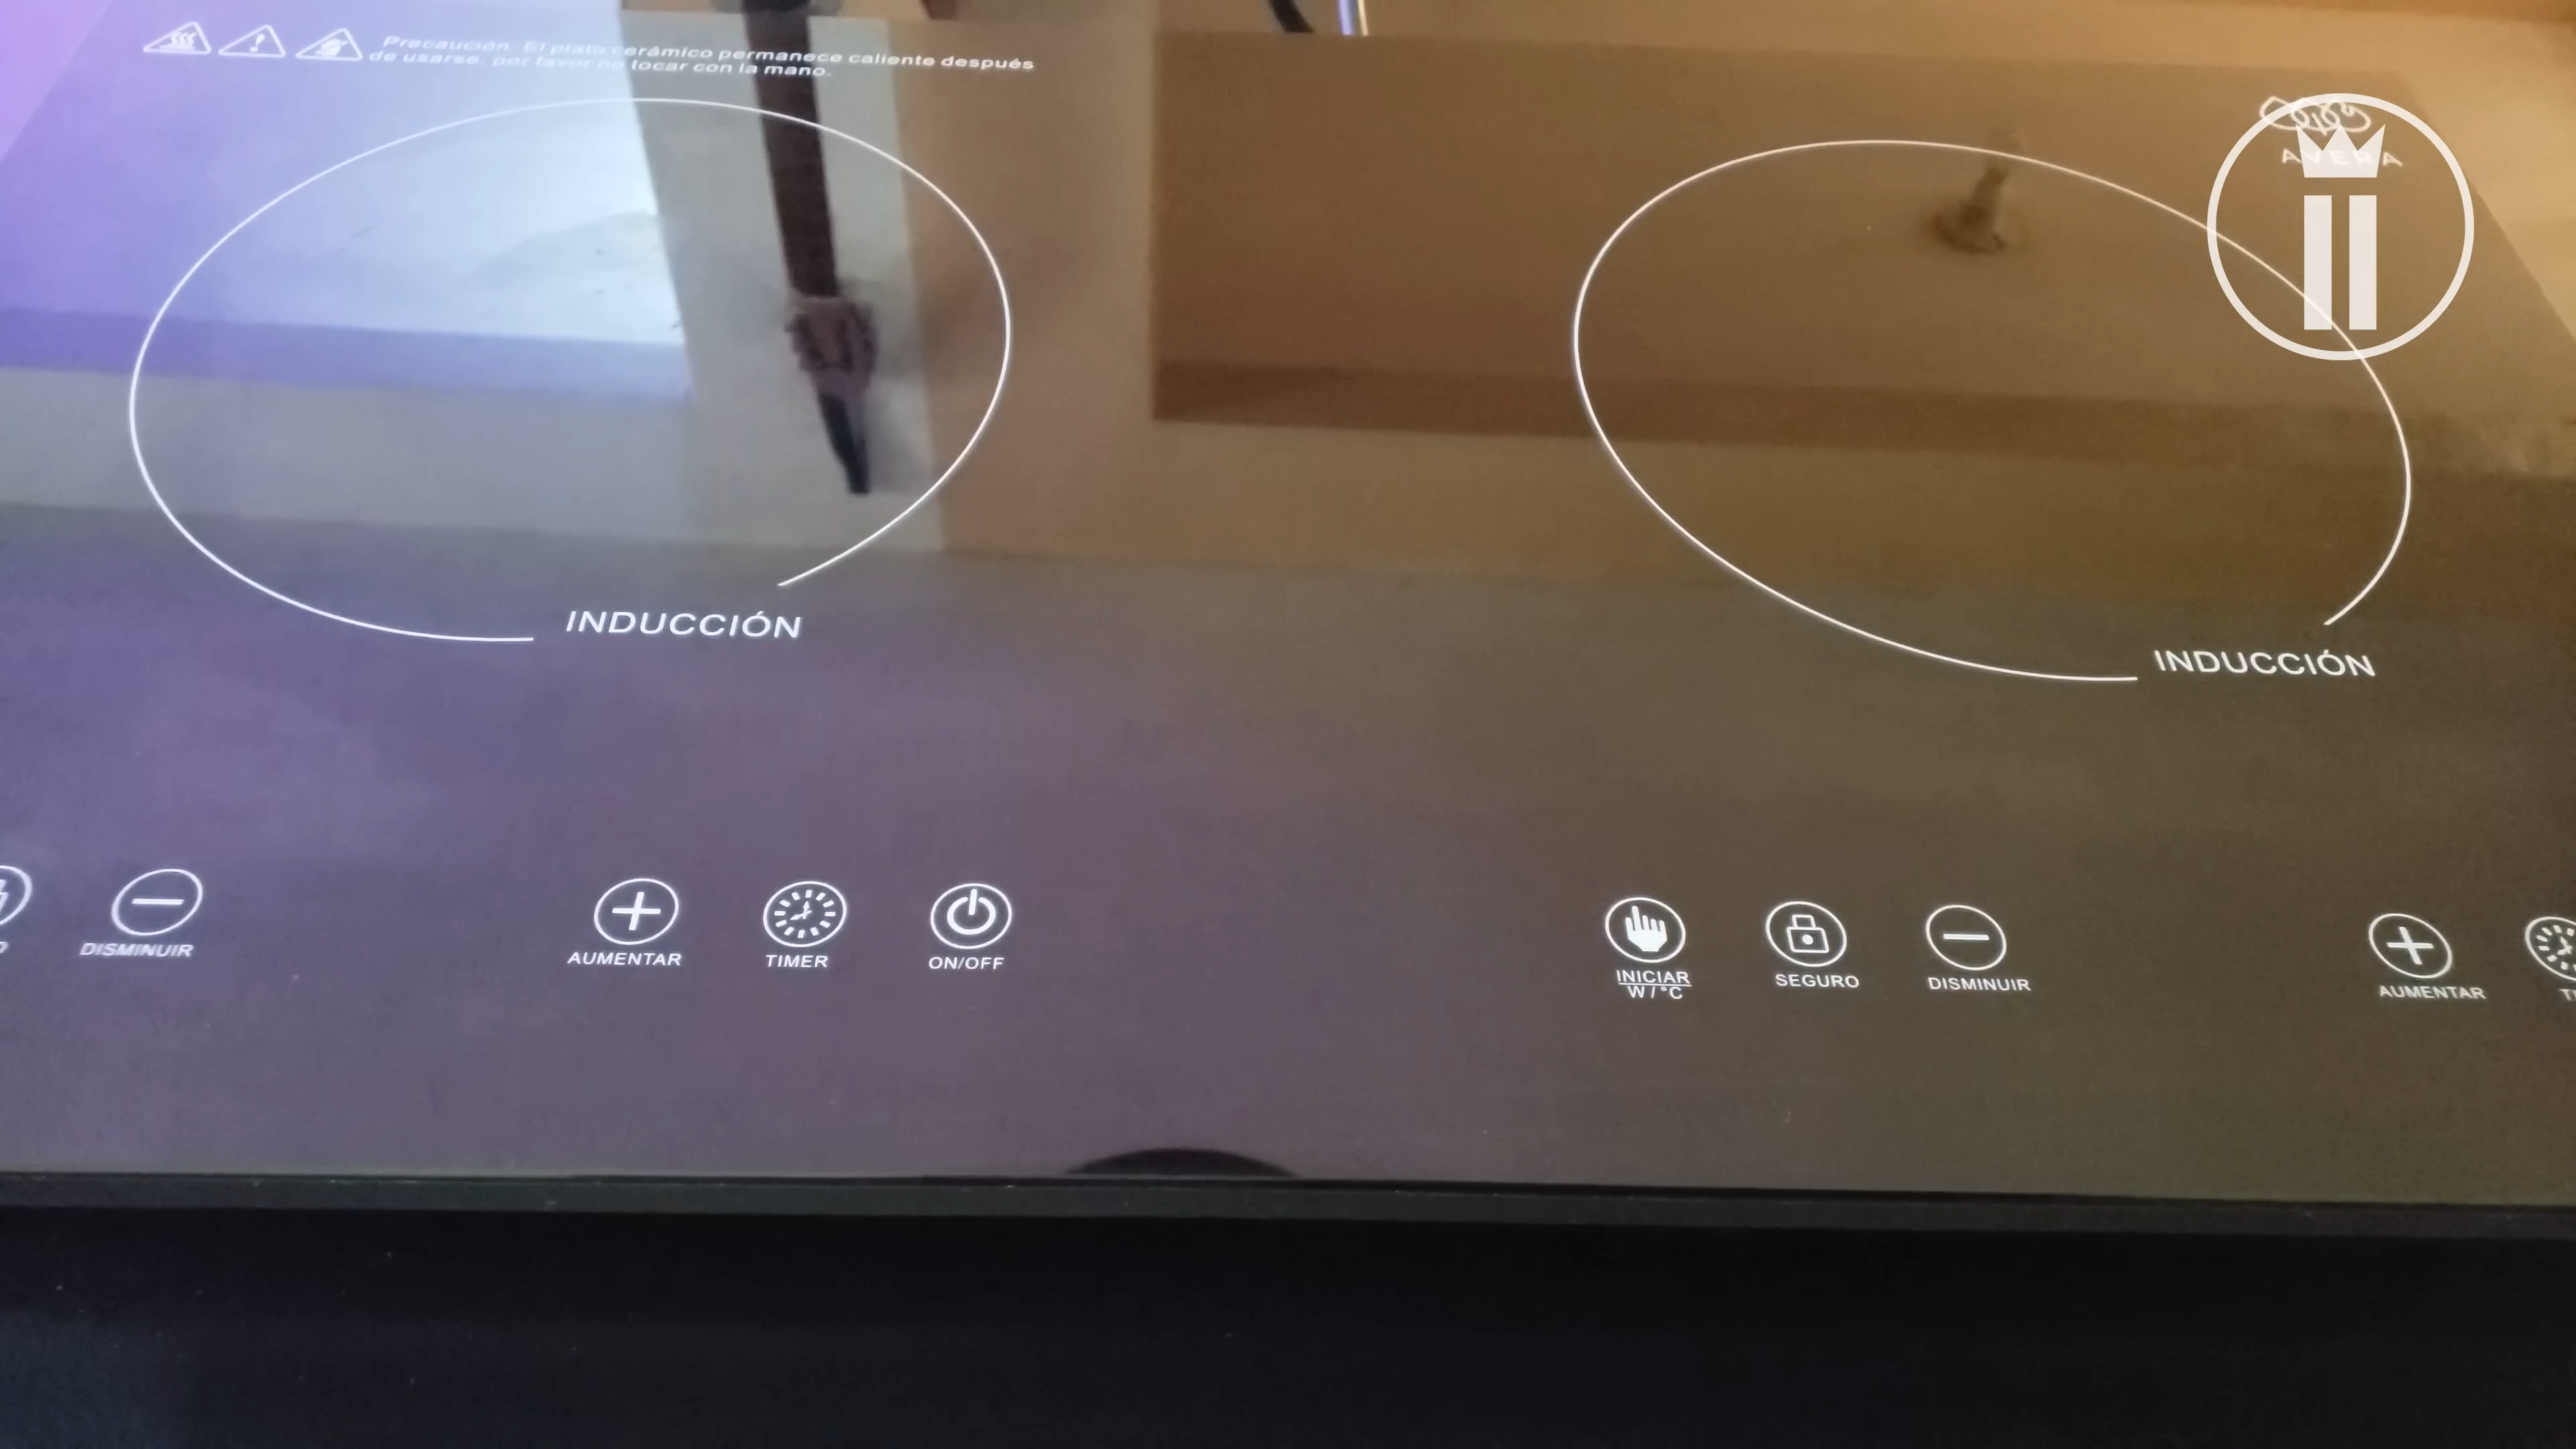 Precaución: El plato cerámico permanece caliente después
de usarse, por favor no tocar con la mano.
AVERA
INDUCCIÓN
INDUCCIÓN
DISMINUIR
AUMENTAR
TIMER
ON/OFF
INICIAR
W / °C
SEGURO
DISMINUIR
AUMENTAR